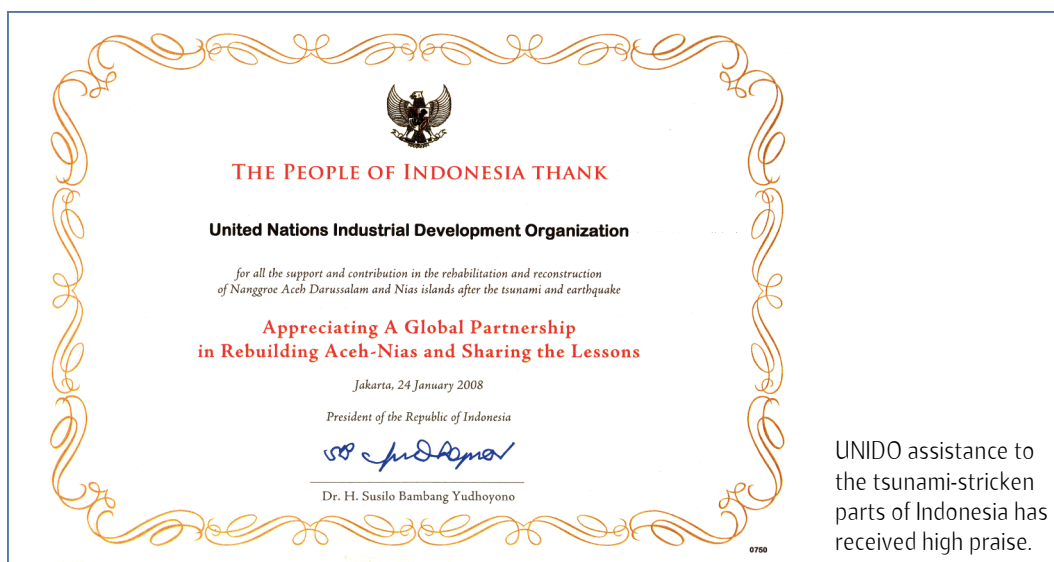 THE PEOPLE OF INDONESIA THANK
United Nations Industrial Development Organization
for all the support and contribution in the rehabilitation and reconstruction
of Nanggroe Aceh Darussalam and Nias islands after the tsunami and earthquake
Appreciating A Global Partnership
in Rebuilding Aceh-Nias and Sharing the Lessons
Jakarta, 24 January 2008
President of the Republic of Indonesia
Dr. H. Susilo Bambang Yudhoyono
0750
UNIDO assistance to
the tsunami-stricken
parts of Indonesia has
received high praise.